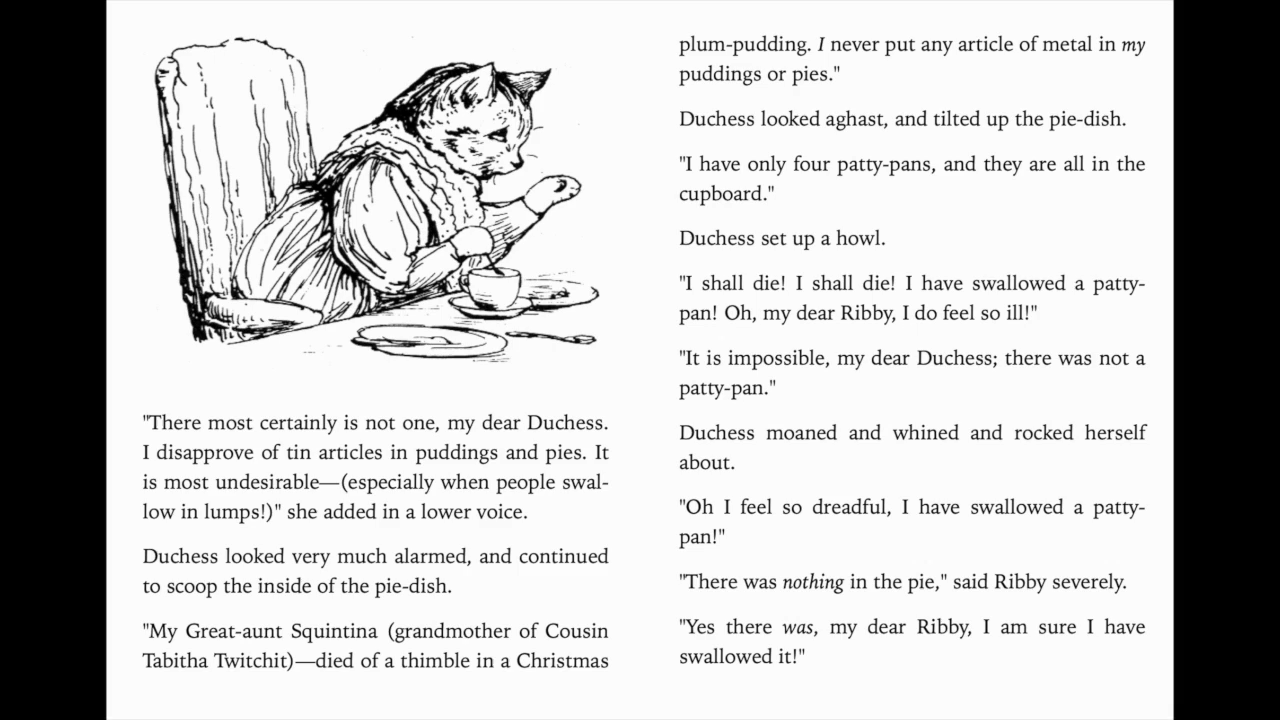 "There most certainly is not one, my dear Duchess.
I disapprove of tin articles in puddings and pies. It
is most undesirable—(especially when people swal-
low in lumps!)" she added in a lower voice.
Duchess looked very much alarmed, and continued
to scoop the inside of the pie-dish.
"My Great-aunt Squintina (grandmother of Cousin
Tabitha Twitchit)—died of a thimble in a Christmas
plum-pudding. I never put any article of metal in my
puddings or pies."
Duchess looked aghast, and tilted up the pie-dish.
"I have only four patty-pans, and they are all in the
cupboard."
Duchess set up a howl.
"I shall die! I shall die! I have swallowed a patty-
pan! Oh, my dear Ribby, I do feel so ill!"
"It is impossible, my dear Duchess; there was not a
patty-pan."
Duchess moaned and whined and rocked herself
about.
"Oh I feel so dreadful, I have swallowed a patty-
pan!"
"There was nothing in the pie," said Ribby severely.
"Yes there was, my dear Ribby, I am sure I have
swallowed it!"